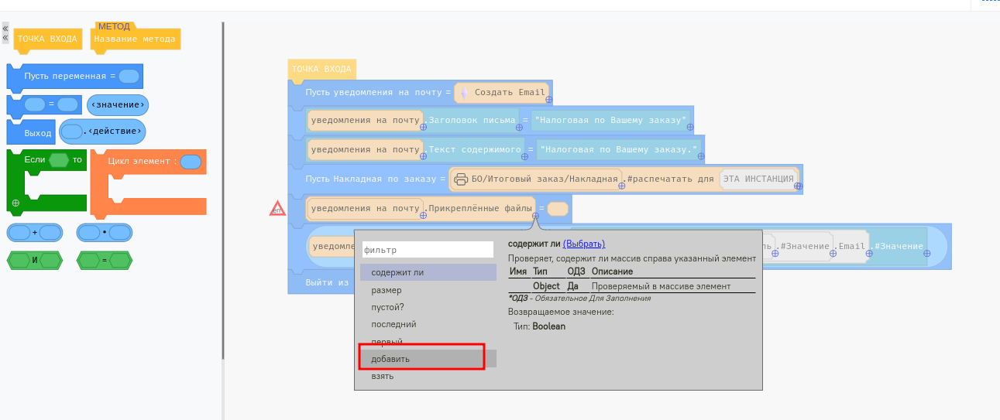 «
«
ТОЧКА ВХОДА
МЕТОД
Название метода
Пусть переменная =
=
‹значение›
Выход
.‹действие›
Если то
Цикл элемент :
+
•
И
=
ТОЧКА ВХОДА
Пусть уведомления на почту = Создать Email
уведомления на почту.Заголовок письма = "Налоговая по Вашему заказу"
уведомления на почту.Текст содержимого = "Налоговая по Вашему заказу."
Пусть Накладная по заказу = БО/Итоговый заказ/Накладная.#распечатать для ЭТА ИНСТАНЦИЯ
err
уведомления на почту.Прикреплённые файлы =
уведомле
ль.#Значение.Email.#Значение
Выйти из
фильтр
содержит ли
размер
пустой?
последний
первый
добавить
взять
содержит ли (Выбрать)
Проверяет, содержит ли массив справа указанный элемент
Имя Тип ОДЗ Описание
Object Да Проверяемый в массиве элемент
*ОДЗ - Обязательное Для Заполнения
Возвращаемое значение:
Тип: Boolean